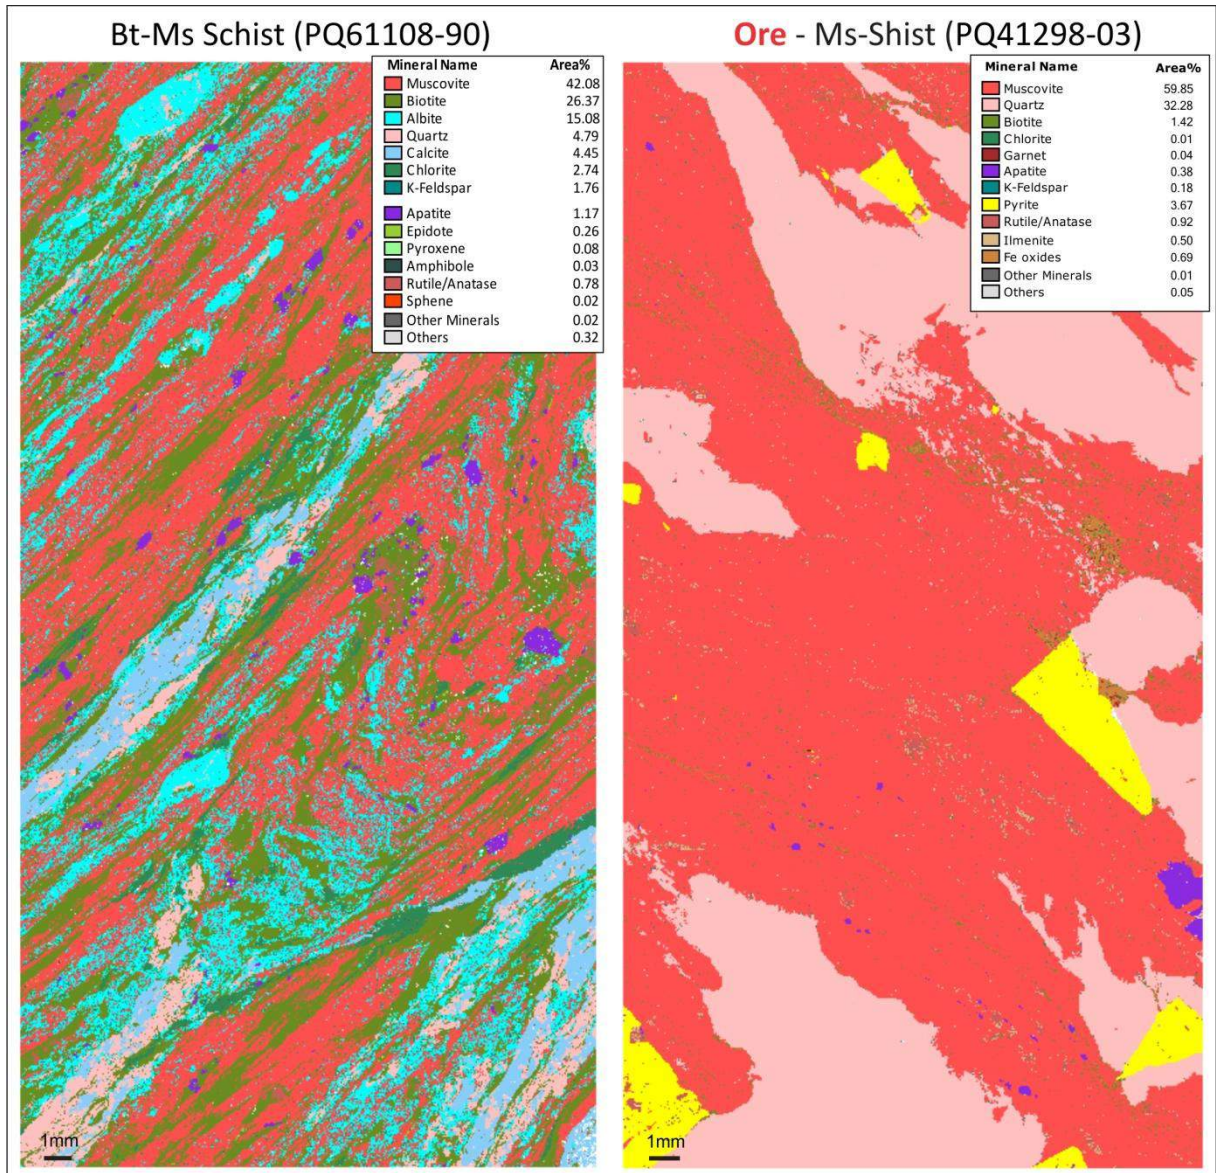 Bt-Ms Schist (PQ61108-90)
Mineral Name Area%
Muscovite 42.08
Biotite 26.37
Albite 15.08
Quartz 4.79
Calcite 4.45
Chlorite 2.74
K-Feldspar 1.76
Apatite 1.17
Epidote 0.26
Pyroxene 0.08
Amphibole 0.03
Rutile/Anatase 0.78
Sphene 0.02
Other Minerals 0.02
Others 0.32
1mm
Ore - Ms-Shist (PQ41298-03)
Mineral Name Area%
Muscovite 59.85
Quartz 32.28
Biotite 1.42
Chlorite 0.01
Garnet 0.04
Apatite 0.38
K-Feldspar 0.18
Pyrite 3.67
Rutile/Anatase 0.92
Ilmenite 0.50
Fe oxides 0.69
Other Minerals 0.01
Others 0.05
1mm